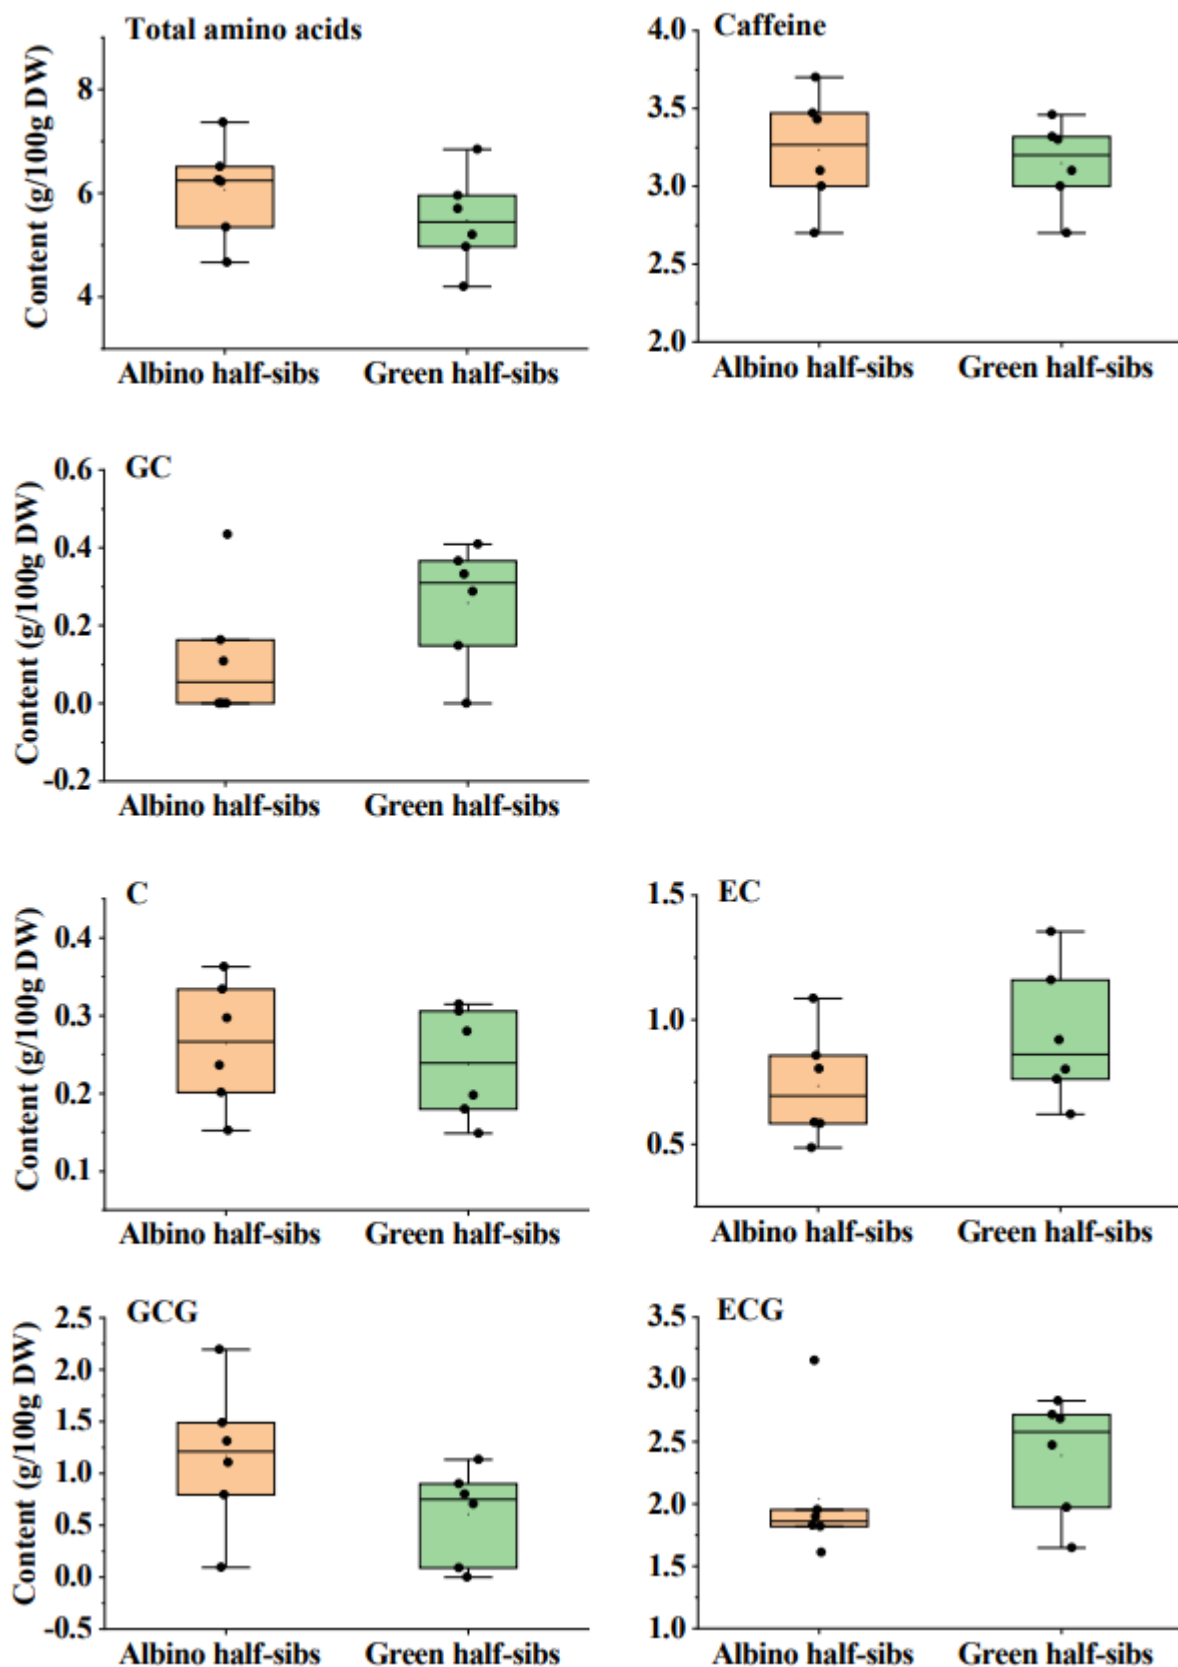 Total amino acids
Content (g/100g DW)
8
6
4
Albino half-sibs Green half-sibs
Caffeine
4.0
3.5
3.0
2.5
2.0
Albino half-sibs Green half-sibs
GC
Content (g/100g DW)
0.6
0.4
0.2
0.0
-0.2
Albino half-sibs Green half-sibs
C
Content (g/100g DW)
0.4
0.3
0.2
0.1
Albino half-sibs Green half-sibs
EC
1.5
1.0
0.5
Albino half-sibs Green half-sibs
GCG
Content (g/100g DW)
2.5
2.0
1.5
1.0
0.5
0.0
-0.5
Albino half-sibs Green half-sibs
ECG
3.5
3.0
2.5
2.0
1.5
1.0
Albino half-sibs Green half-sibs